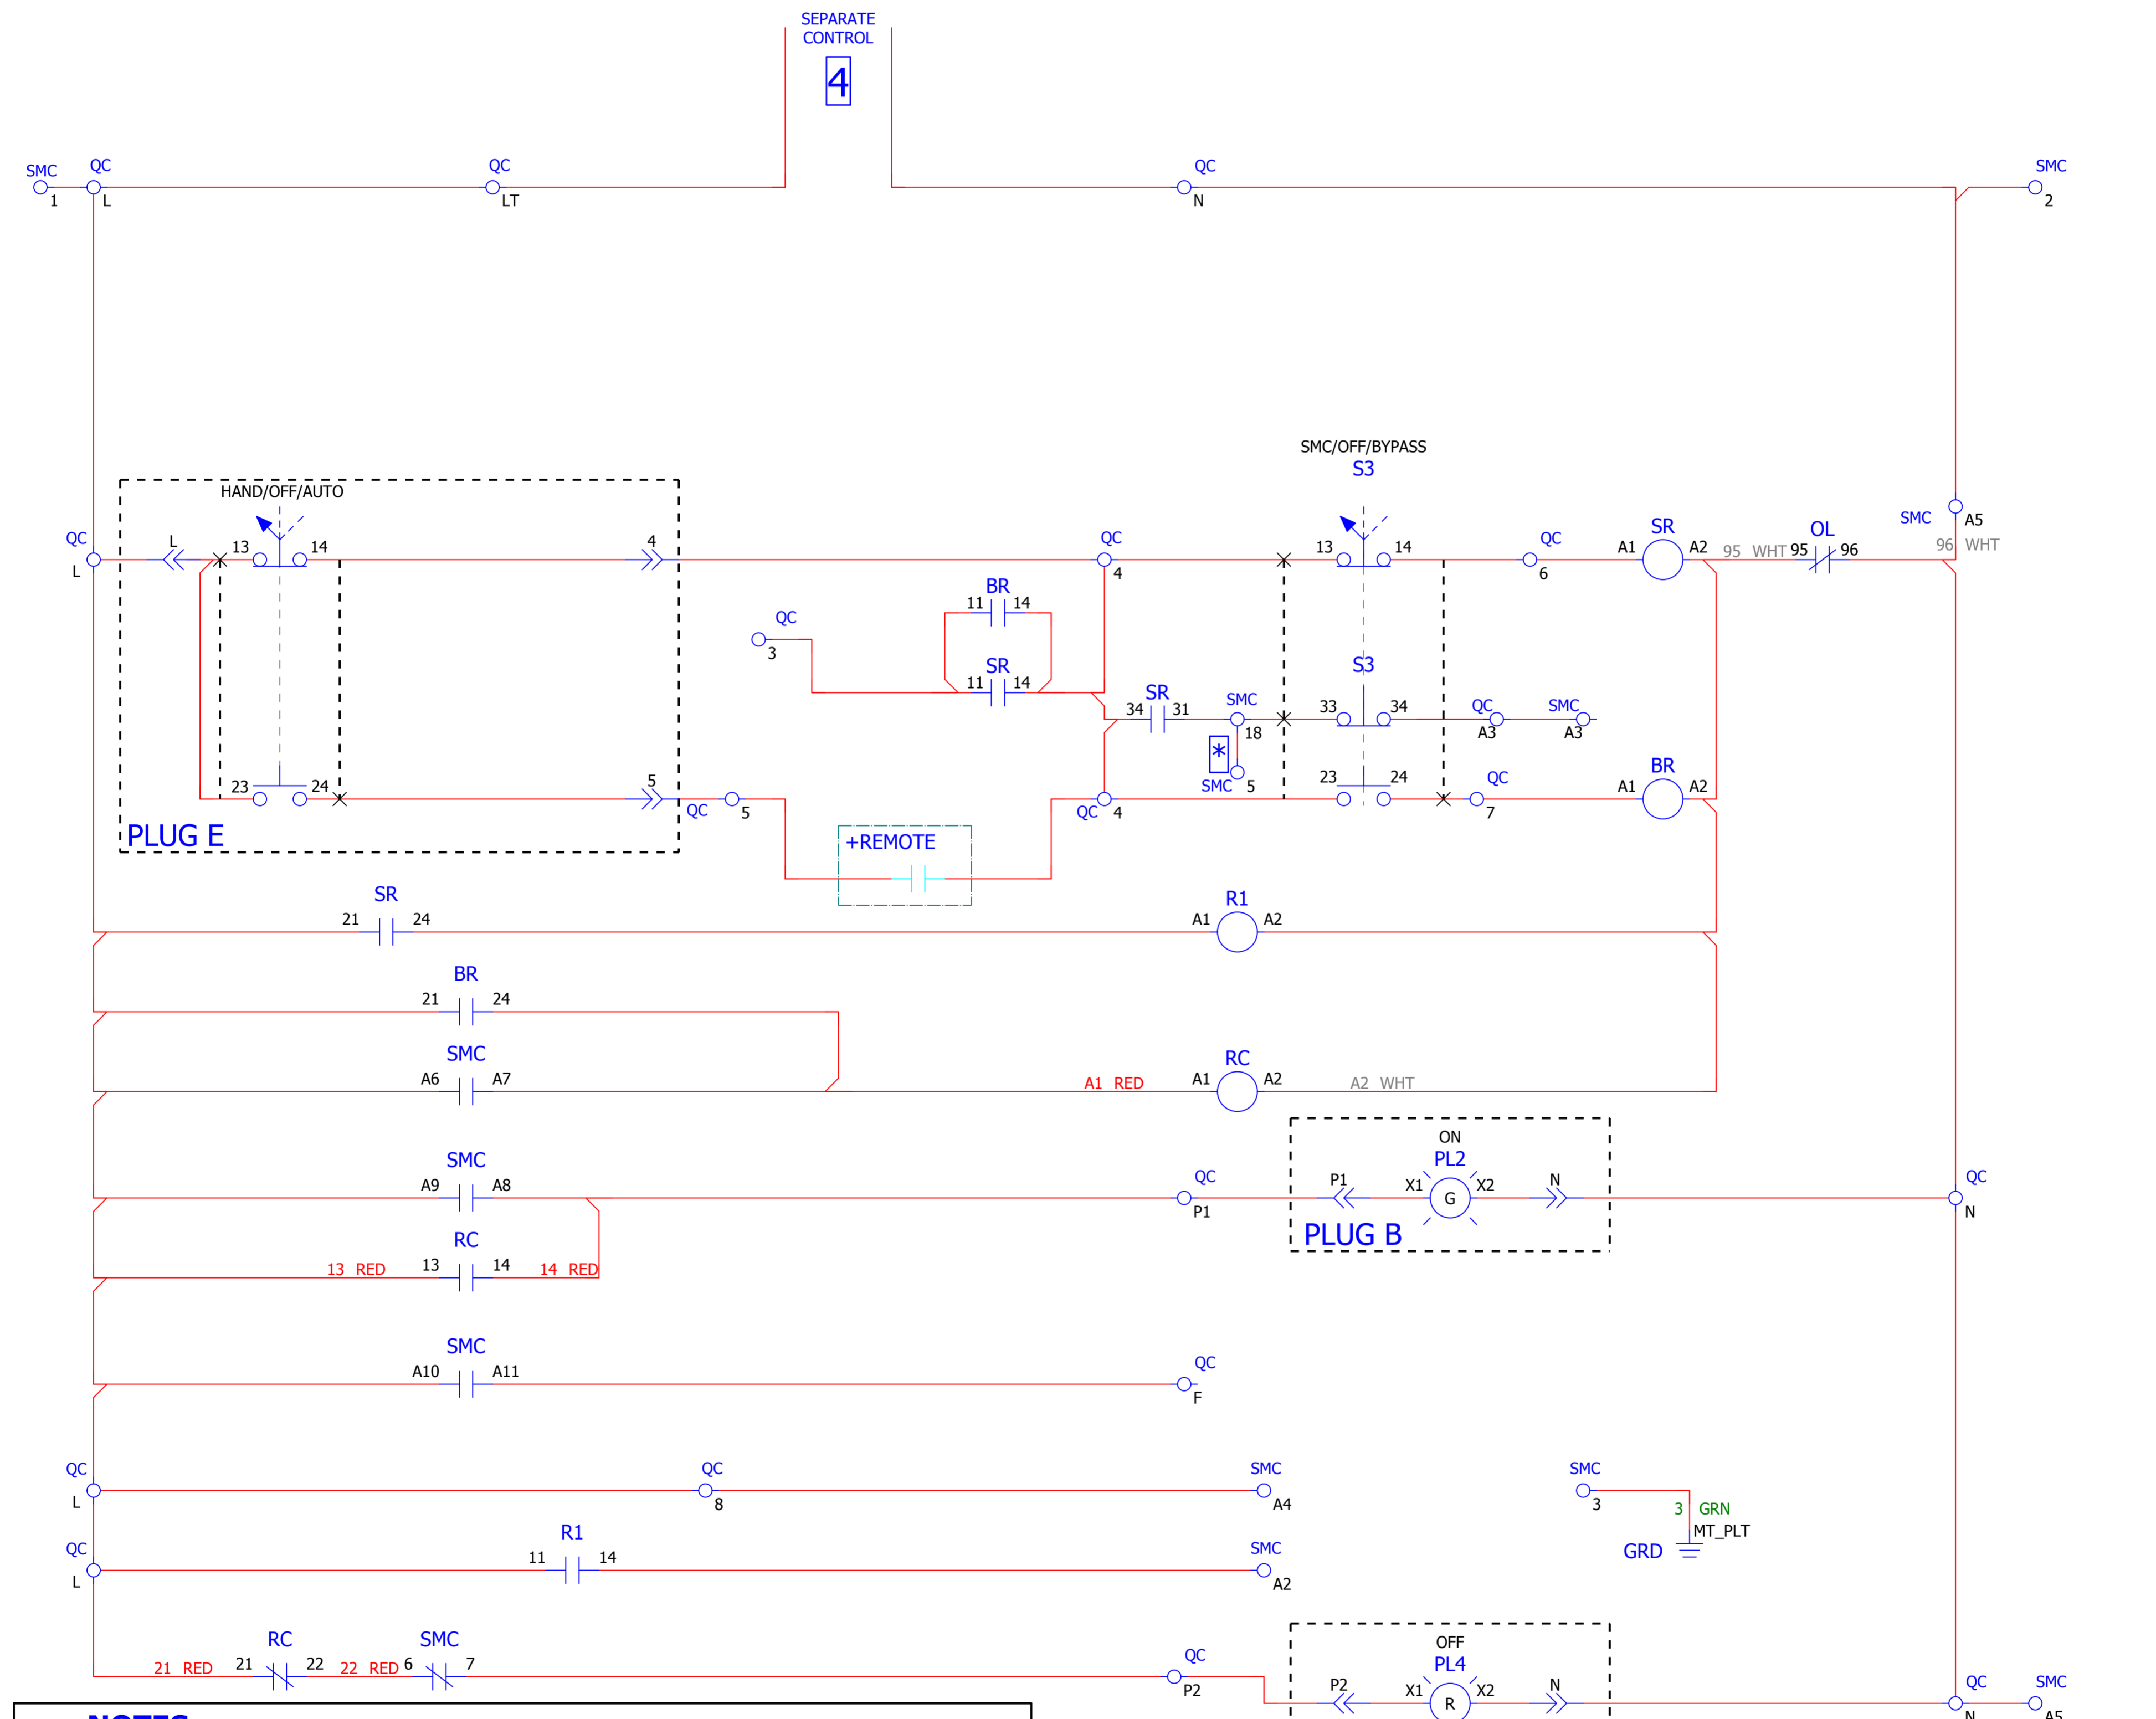 SEPARATE
CONTROL
4
SMC
1
QC
L
QC
LT
QC
N
SMC
2
SMC/OFF/BYPASS
S3
HAND/OFF/AUTO
QC
L
L
13
14
4
QC
4
13
14
QC
6
SR
A1
A2
95 WHT
OL
95
96
SMC
A5
96 WHT
BR
11
14
QC
3
SR
11
14
SR
34
31
SMC
18
*
SMC
5
S3
33
34
QC
A3
SMC
A3
23
24
5
QC
5
QC
4
23
24
QC
7
BR
A1
A2
PLUG E
+REMOTE
SR
21
24
R1
A1
A2
BR
21
24
SMC
A6
A7
A1 RED
RC
A1
A2
A2 WHT
SMC
A9
A8
QC
P1
ON
PL2
P1
X1
G
X2
N
PLUG B
QC
N
RC
13 RED
13
14
14 RED
SMC
A10
A11
QC
F
QC
L
QC
8
SMC
A4
SMC
3
3 GRN
MT_PLT
GRD
QC
L
R1
11
14
SMC
A2
RC
21 RED
21
22
22 RED
SMC
6
7
QC
P2
OFF
PL4
P2
X1
R
X2
N
QC
N
SMC
A5
NOTES